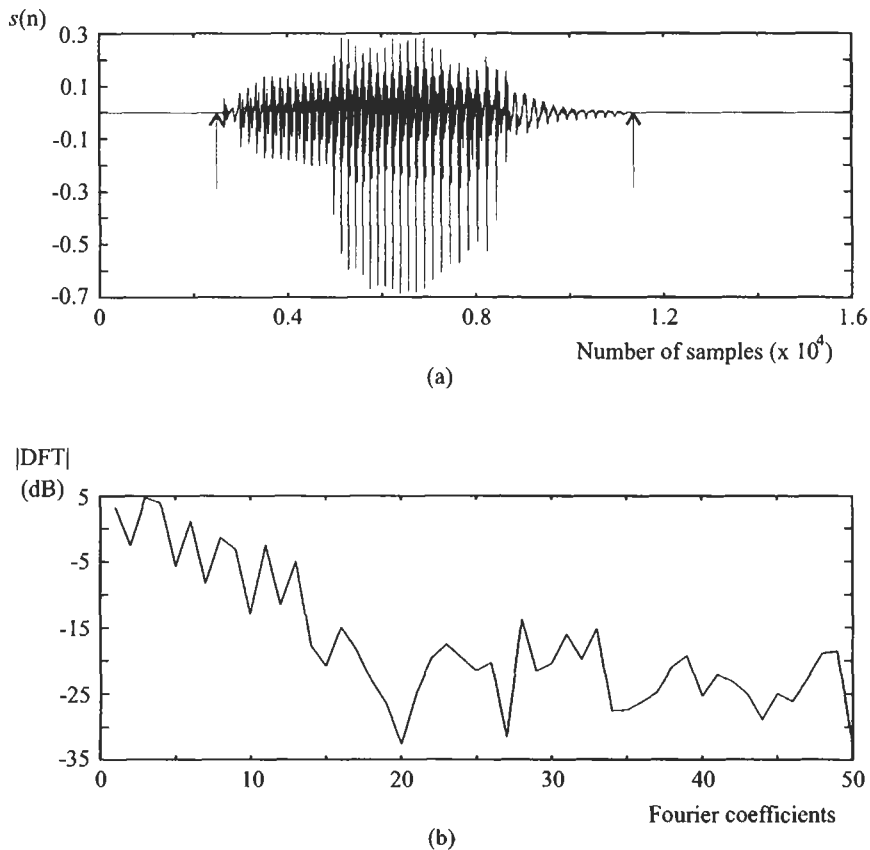 s(n)
0.3
0.1
-0.1
-0.3
-0.5
-0.7
0 0.4 0.8 1.2 1.6
Number of samples (x 10⁴)
(a)
|DFT|
(dB)
5
-5
-15
-25
-35
0 10 20 30 40 50
Fourier coefficients
(b)